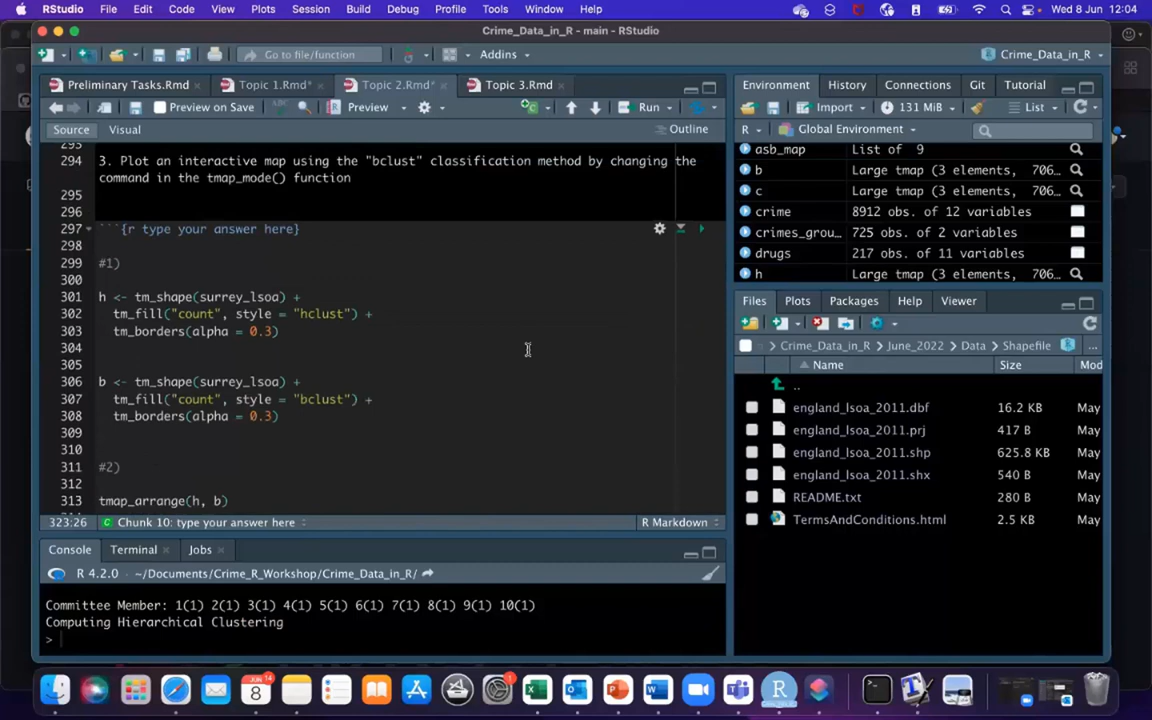 RStudio File Edit Code View Plots Session Build Debug Profile Tools Window Help Wed 8 Jun 12:04
Crime_Data_in_R - main - RStudio
Go to file/function Addins Crime_Data_in_R
Preliminary Tasks.Rmd Topic 1.Rmd* Topic 2.Rmd* Topic 3.Rmd
Preview on Save Preview Run
Source Visual Outline
293
294 3. Plot an interactive map using the "bclust" classification method by changing the
command in the tmap_mode() function
295
296
297 ```{r type your answer here}
298
299 #1)
300
301 h <- tm_shape(surrey_lsoa) +
302 tm_fill("count", style = "hclust") +
303 tm_borders(alpha = 0.3)
304
305
306 b <- tm_shape(surrey_lsoa) +
307 tm_fill("count", style = "bclust") +
308 tm_borders(alpha = 0.3)
309
310
311 #2)
312
313 tmap_arrange(h, b)
323:26 Chunk 10: type your answer here R Markdown
Console Terminal Jobs
R 4.2.0 · ~/Documents/Crime_R_Workshop/Crime_Data_in_R/
Committee Member: 1(1) 2(1) 3(1) 4(1) 5(1) 6(1) 7(1) 8(1) 9(1) 10(1)
Computing Hierarchical Clustering
>
Environment History Connections Git Tutorial
Import 131 MiB List
R Global Environment
asb_map List of 9
b Large tmap (3 elements, 706…
c Large tmap (3 elements, 706…
crime 8912 obs. of 12 variables
crimes_grou… 725 obs. of 2 variables
drugs 217 obs. of 11 variables
h Large tmap (3 elements, 706…
Files Plots Packages Help Viewer
Crime_Data_in_R June_2022 Data Shapefile ...
Name Size Mod
..
england_lsoa_2011.dbf 16.2 KB May
england_lsoa_2011.prj 417 B May
england_lsoa_2011.shp 625.8 KB May
england_lsoa_2011.shx 540 B May
README.txt 280 B May
TermsAndConditions.html 2.5 KB May